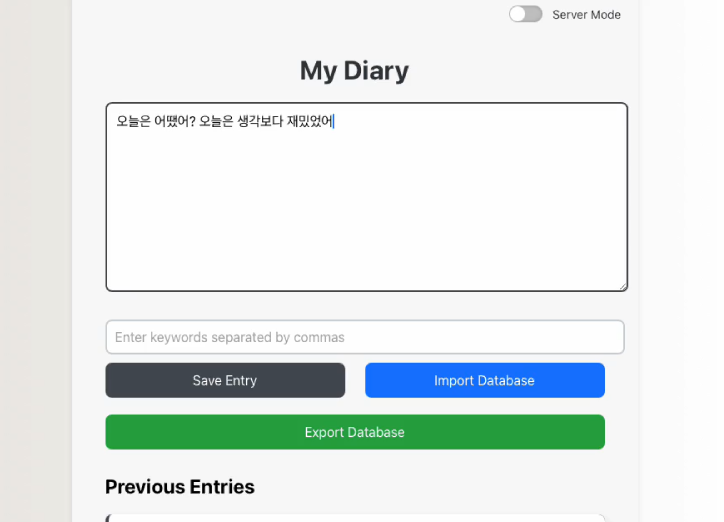 Server Mode
My Diary
오늘은 어땠어? 오늘은 생각보다 재밌었어
Enter keywords separated by commas
Save Entry
Import Database
Export Database
Previous Entries